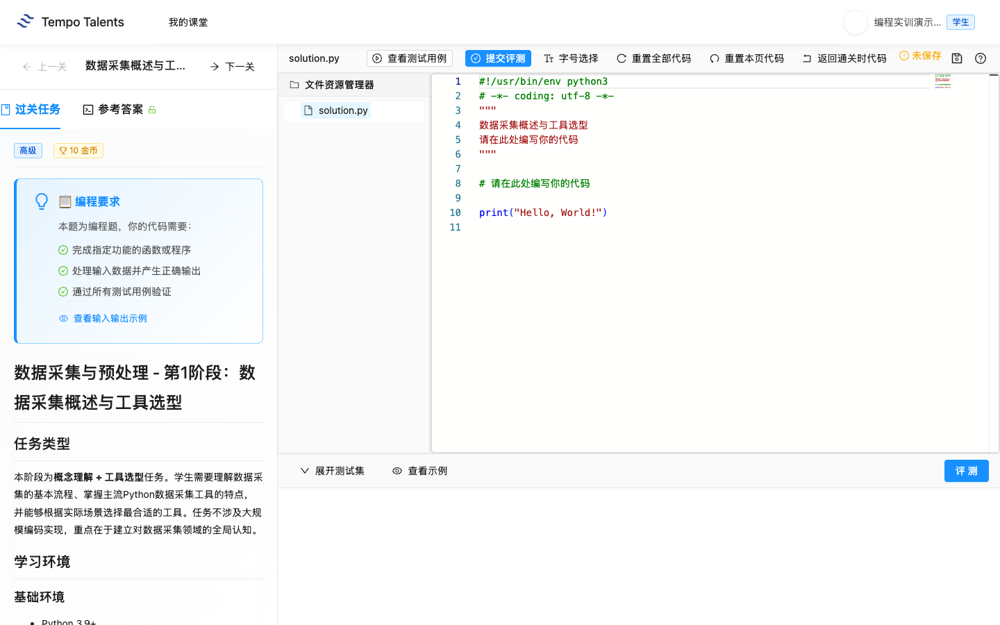 Tempo Talents
我的课堂
编程实训演示...
学生
上一关
数据采集概述与工...
下一关
solution.py
查看测试用例
提交评测
字号选择
重置全部代码
重置本页代码
返回通关时代码
未保存
过关任务
参考答案
高级
10 金币
编程要求
本题为编程题，你的代码需要：
完成指定功能的函数或程序
处理输入数据并产生正确输出
通过所有测试用例验证
查看输入输出示例
数据采集与预处理 - 第1阶段：数
据采集概述与工具选型
任务类型
本阶段为概念理解 + 工具选型任务。学生需要理解数据采
集的基本流程、掌握主流Python数据采集工具的特点，
并能够根据实际场景选择最合适的工具。任务不涉及大规
模编码实现，重点在于建立对数据采集领域的全局认知。
学习环境
基础环境
Python 3.9+
文件资源管理器
solution.py
1 #!/usr/bin/env python3
2 # -*- coding: utf-8 -*-
3 """
4 数据采集概述与工具选型
5 请在此处编写你的代码
6 """
7
8 # 请在此处编写你的代码
9
10 print("Hello, World!")
11
展开测试集
查看示例
评 测